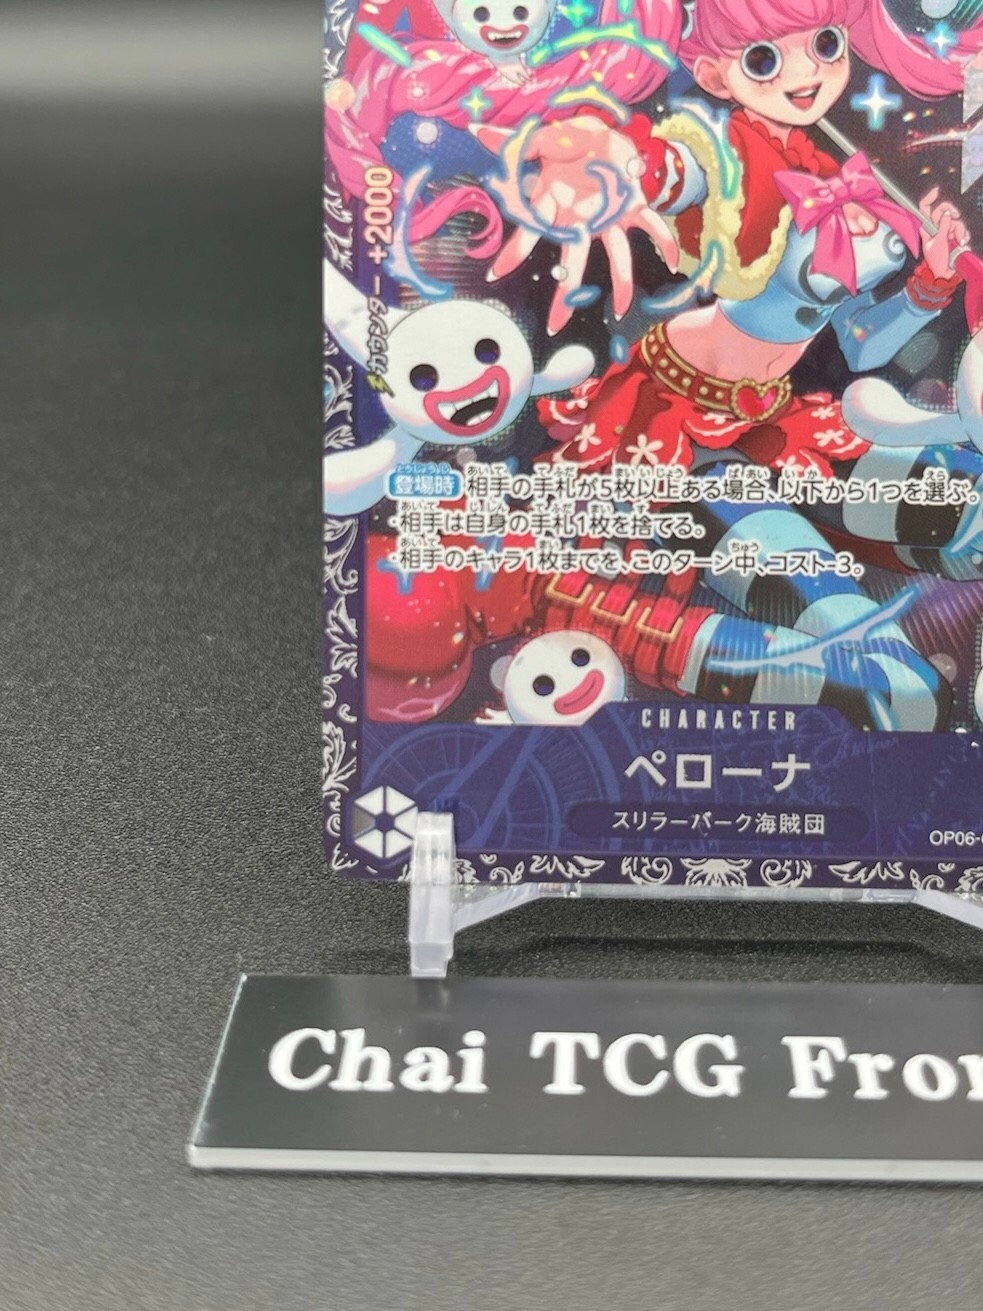 カウンター +2000
登場時 相手の手札が5枚以上ある場合、以下から1つを選ぶ。
・相手は自身の手札1枚を捨てる。
・相手のキャラ1枚までを、このターン中、コスト-3。
CHARACTER
ペローナ
スリラーバーク海賊団
OP06-
Chai TCG